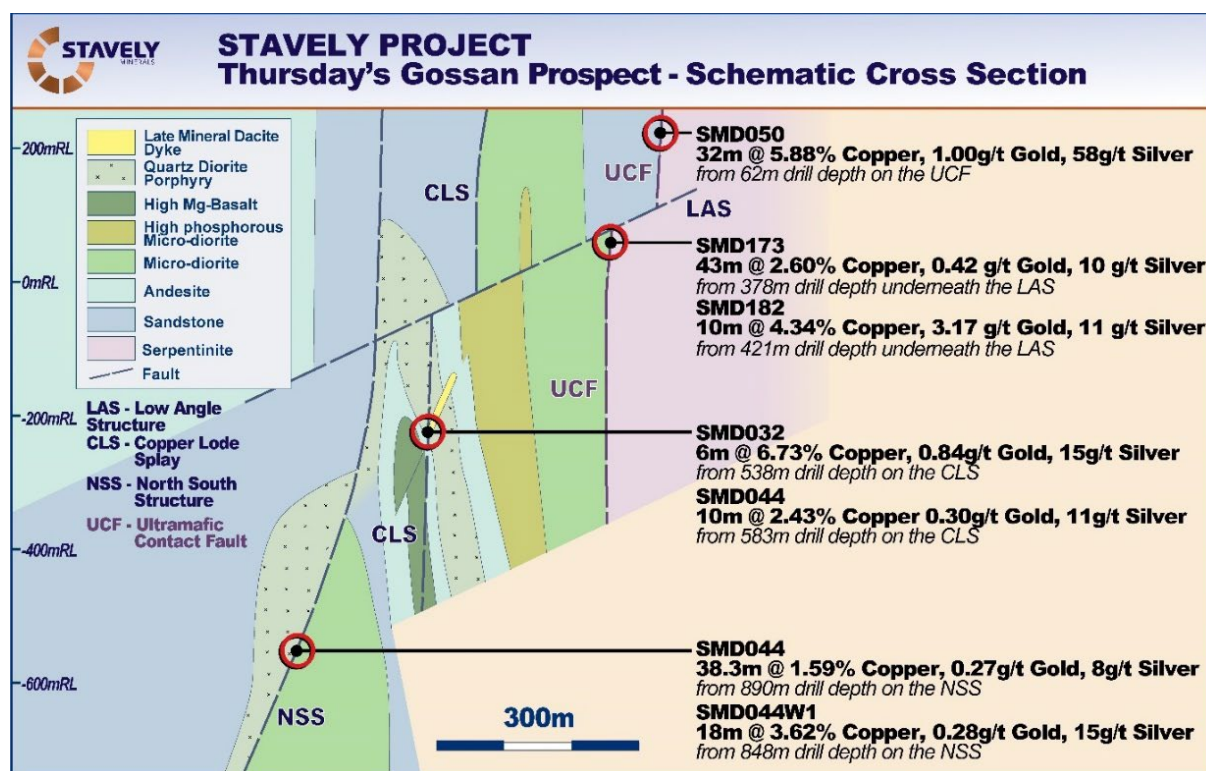 STAVELY
MINERALS
STAVELY PROJECT
Thursday's Gossan Prospect - Schematic Cross Section
200mRL
0mRL
-200mRL
-400mRL
-600mRL
Late Mineral Dacite
Dyke
Quartz Diorite
Porphyry
High Mg-Basalt
High phosphorous
Micro-diorite
Micro-diorite
Andesite
Sandstone
Serpentinite
Fault
LAS - Low Angle
Structure
CLS - Copper Lode
Splay
NSS - North South
Structure
UCF - Ultramafic
Contact Fault
CLS
UCF
LAS
UCF
CLS
NSS
300m
SMD050
32m @ 5.88% Copper, 1.00g/t Gold, 58g/t Silver
from 62m drill depth on the UCF
SMD173
43m @ 2.60% Copper, 0.42 g/t Gold, 10 g/t Silver
from 378m drill depth underneath the LAS
SMD182
10m @ 4.34% Copper, 3.17 g/t Gold, 11 g/t Silver
from 421m drill depth underneath the LAS
SMD032
6m @ 6.73% Copper, 0.84g/t Gold, 15g/t Silver
from 538m drill depth on the CLS
SMD044
10m @ 2.43% Copper 0.30g/t Gold, 11g/t Silver
from 583m drill depth on the CLS
SMD044
38.3m @ 1.59% Copper, 0.27g/t Gold, 8g/t Silver
from 890m drill depth on the NSS
SMD044W1
18m @ 3.62% Copper, 0.28g/t Gold, 15g/t Silver
from 848m drill depth on the NSS